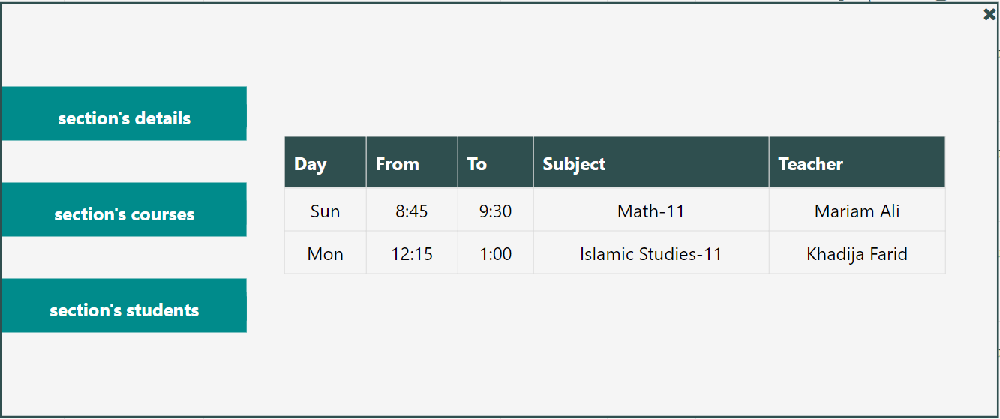 section's details
section's courses
section's students
Day From To Subject Teacher
Sun 8:45 9:30 Math-11 Mariam Ali
Mon 12:15 1:00 Islamic Studies-11 Khadija Farid